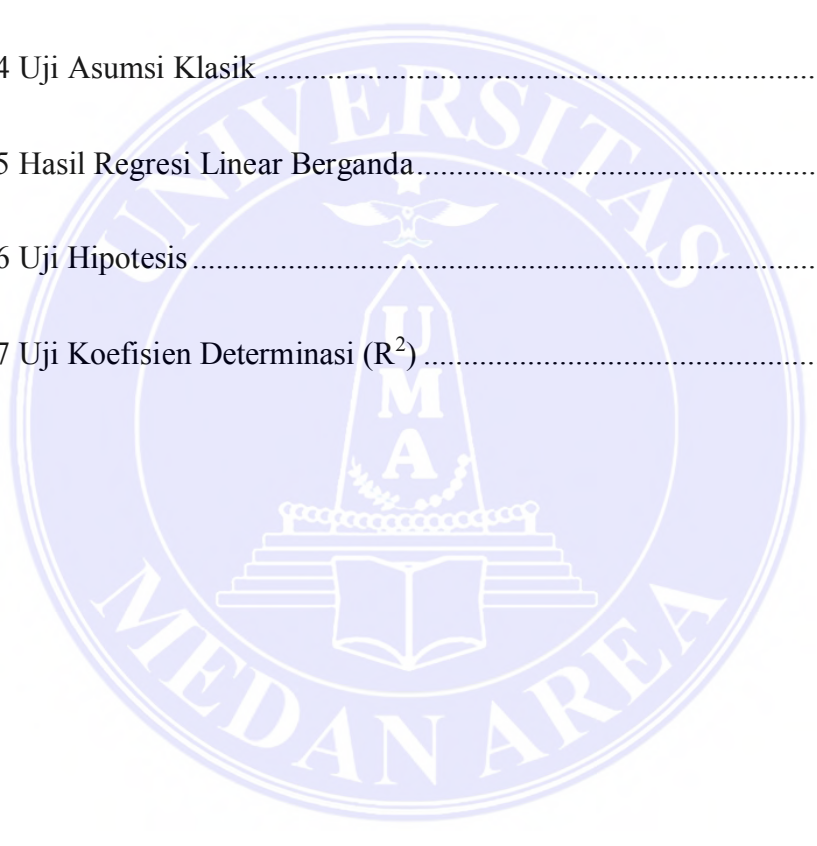 4 Uji Asumsi Klasik ..........................................................................
5 Hasil Regresi Linear Berganda..........................................................
6 Uji Hipotesis ..................................................................................
7 Uji Koefisien Determinasi (R²) .........................................................
UNIVERSITAS
UMA
MEDAN AREA